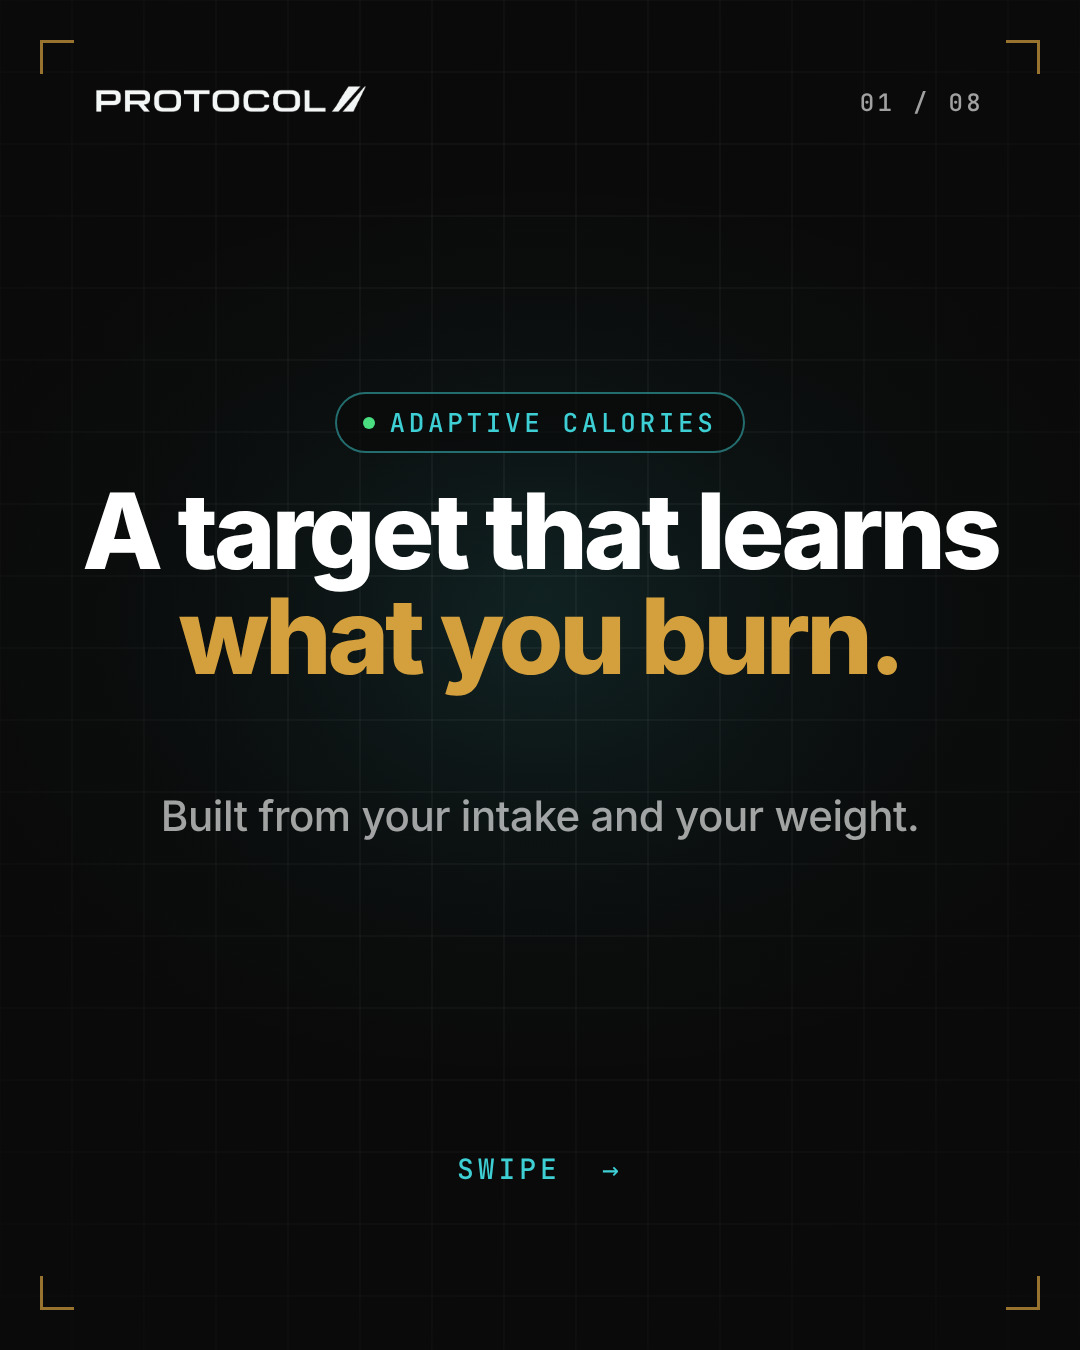 PROTOCOL
01 / 08
ADAPTIVE CALORIES
A target that learns
what you burn.
Built from your intake and your weight.
SWIPE →